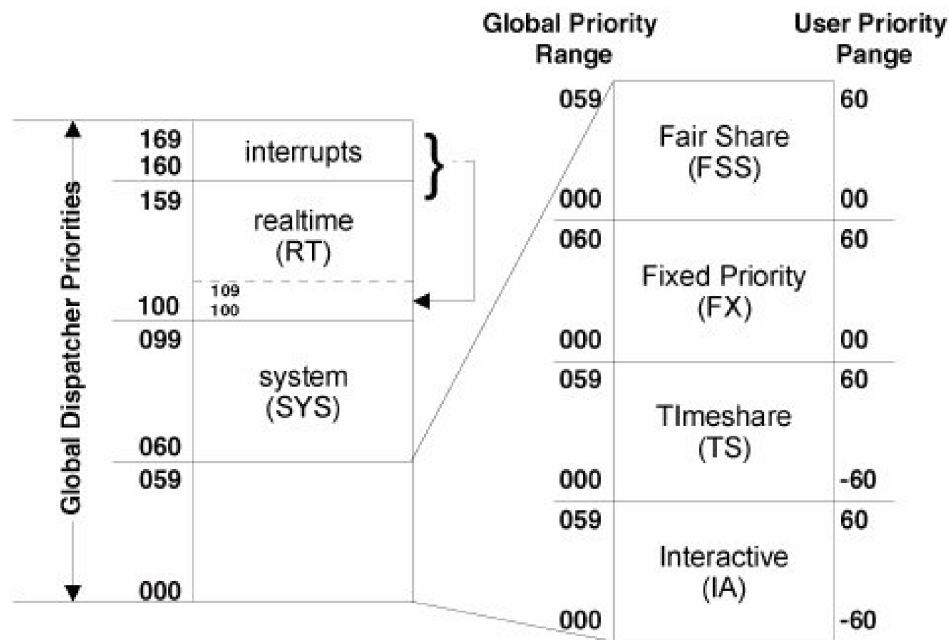 Global Priority
Range
User Priority
Pange
Global Dispatcher Priorities
169
160
interrupts
}
159
realtime
(RT)
109
100
100
099
system
(SYS)
060
059
000
059
60
Fair Share
(FSS)
000
00
060
60
Fixed Priority
(FX)
000
00
059
60
TImeshare
(TS)
000
-60
059
60
Interactive
(IA)
000
-60